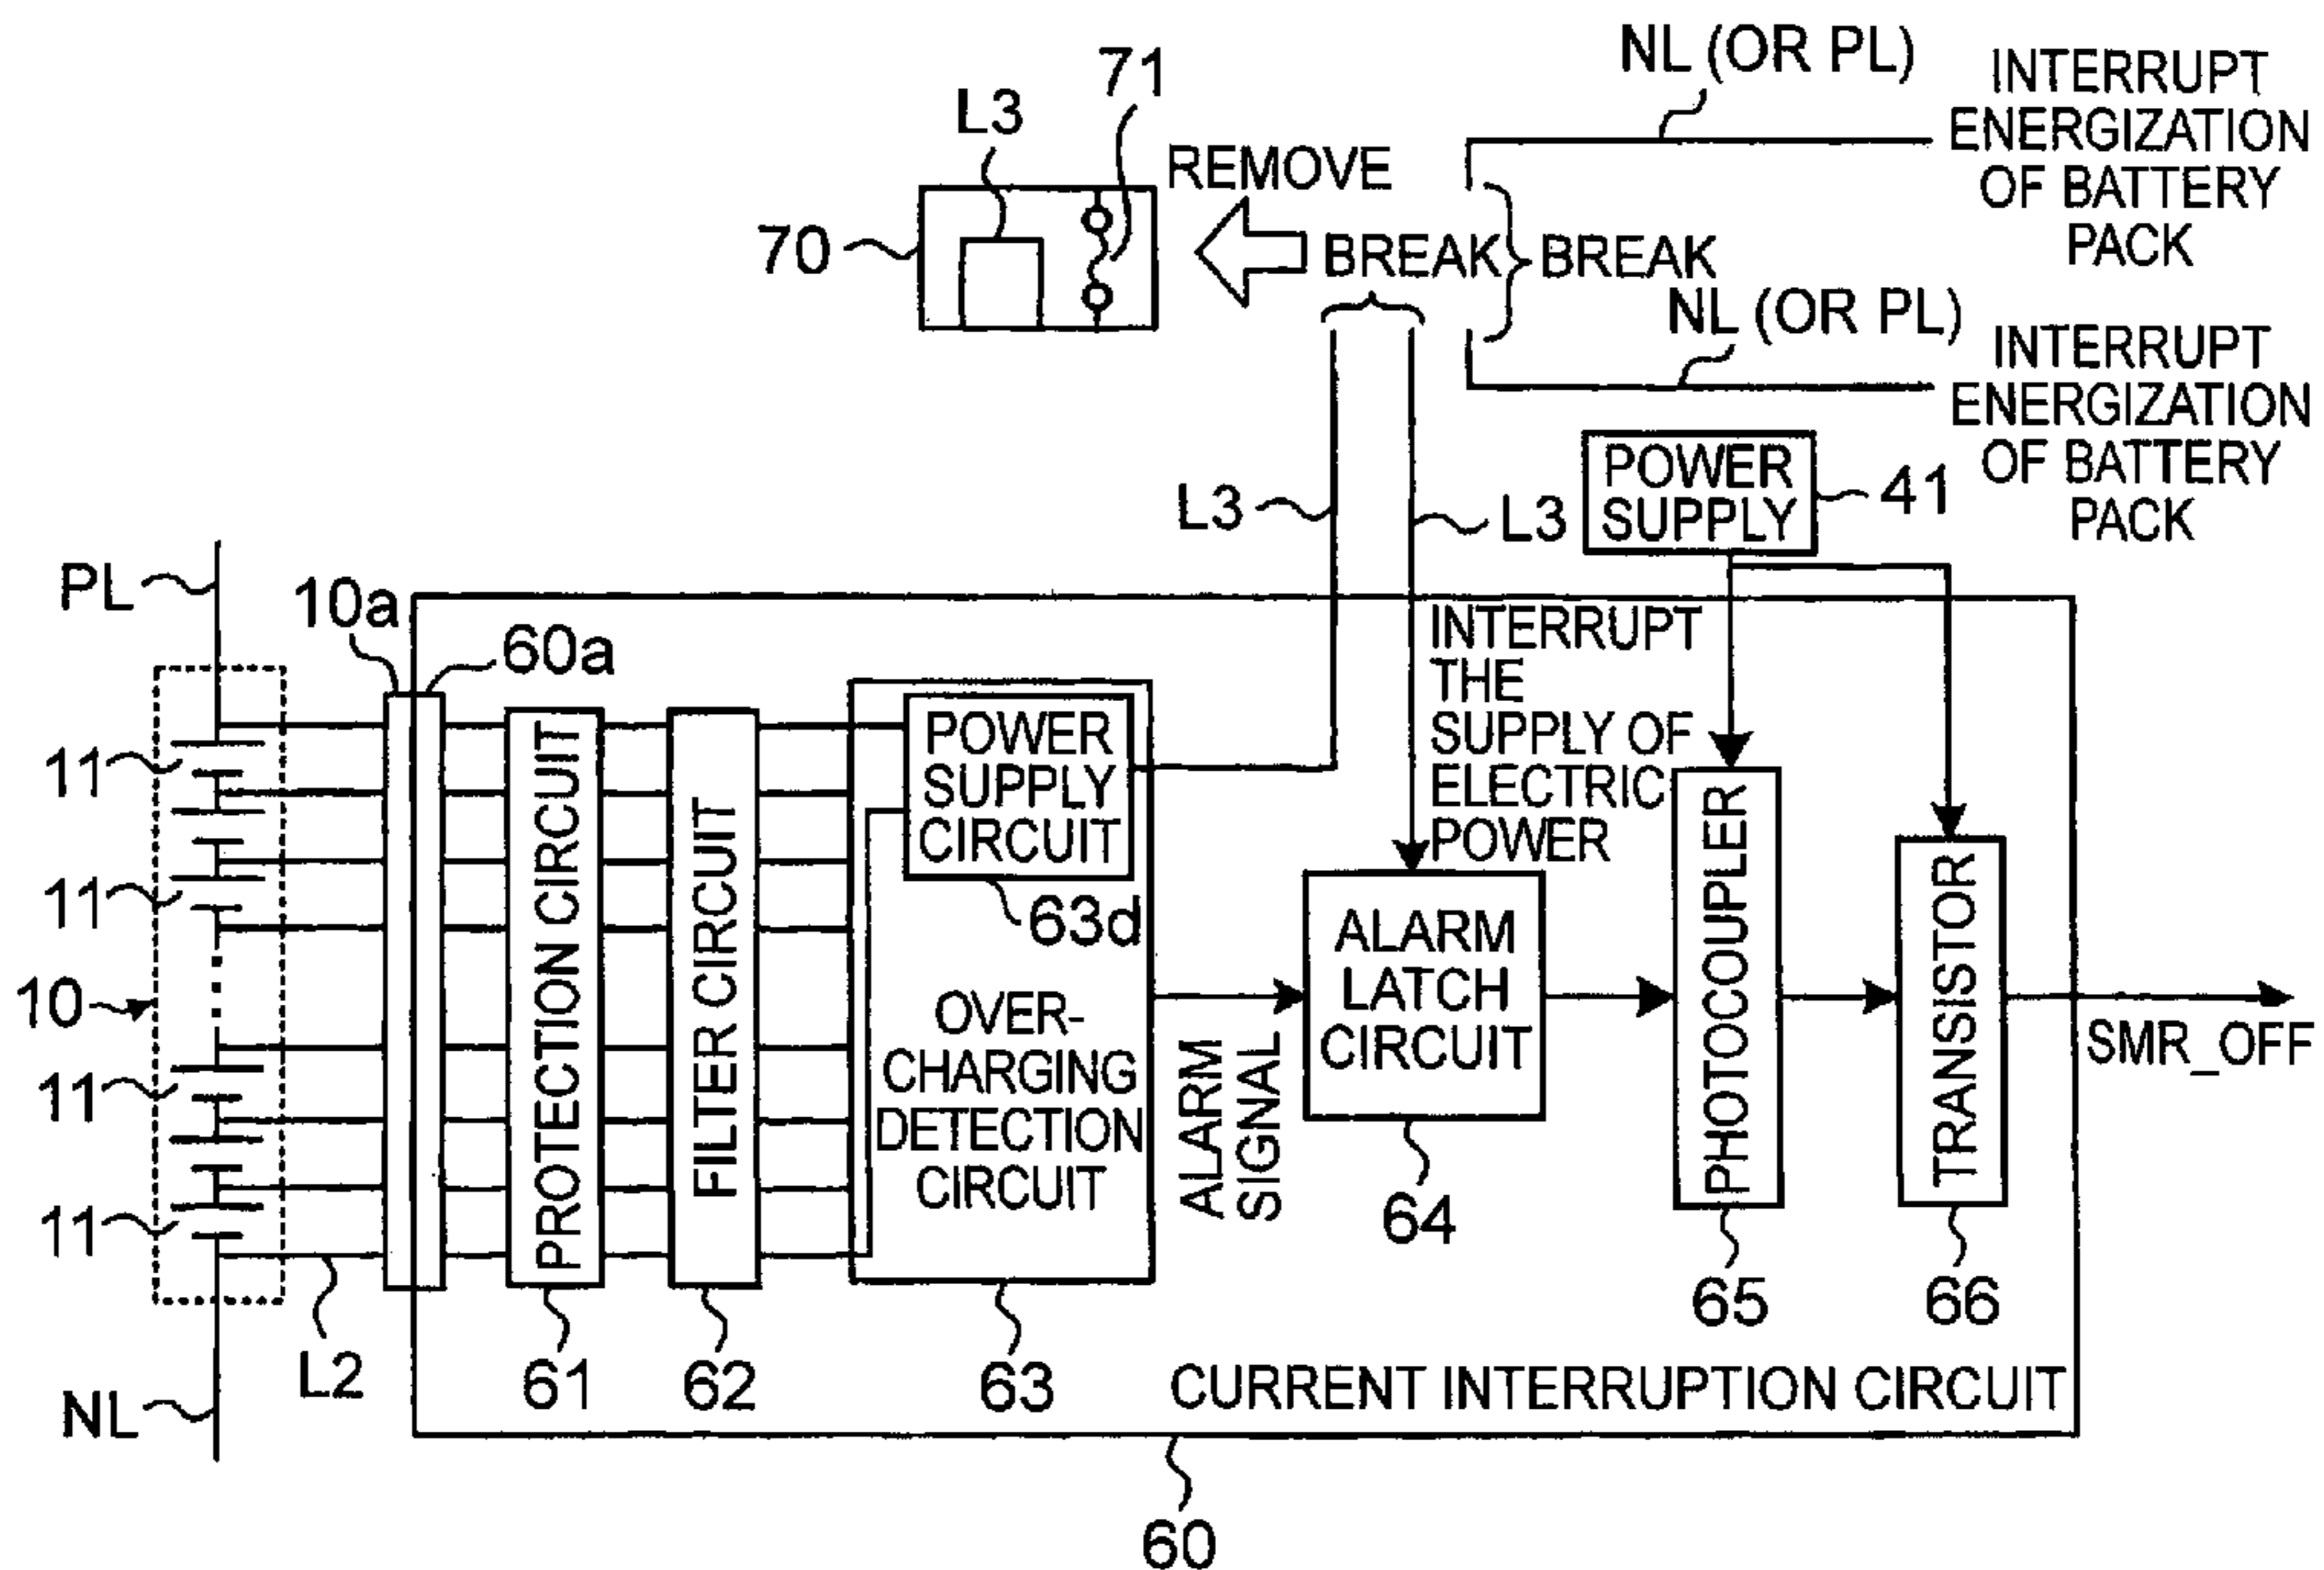 NL (OR PL)
INTERRUPT
ENERGIZATION
OF BATTERY
PACK
71
L3
REMOVE
70
BREAK
BREAK
NL (OR PL)
INTERRUPT
ENERGIZATION
OF BATTERY
PACK
POWER
SUPPLY
41
L3
L3
PL
10a
60a
INTERRUPT
THE
SUPPLY OF
ELECTRIC
POWER
11
11
10
11
11
L2
NL
PROTECTION CIRCUIT
61
FILTER CIRCUIT
62
POWER
SUPPLY
CIRCUIT
63d
OVER-
CHARGING
DETECTION
CIRCUIT
63
ALARM
SIGNAL
ALARM
LATCH
CIRCUIT
64
PHOTOCOUPLER
65
TRANSISTOR
66
SMR_OFF
CURRENT INTERRUPTION CIRCUIT
60